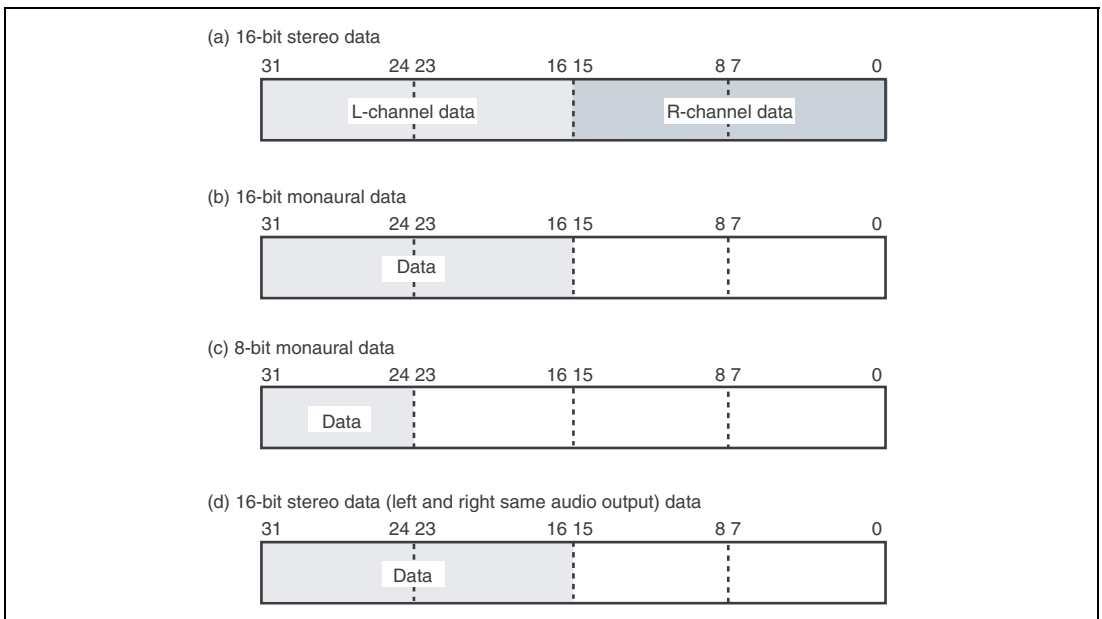 (a) 16-bit stereo data
31 24 23 16 15 8 7 0
L-channel data R-channel data
(b) 16-bit monaural data
31 24 23 16 15 8 7 0
Data
(c) 8-bit monaural data
31 24 23 16 15 8 7 0
Data
(d) 16-bit stereo data (left and right same audio output) data
31 24 23 16 15 8 7 0
Data